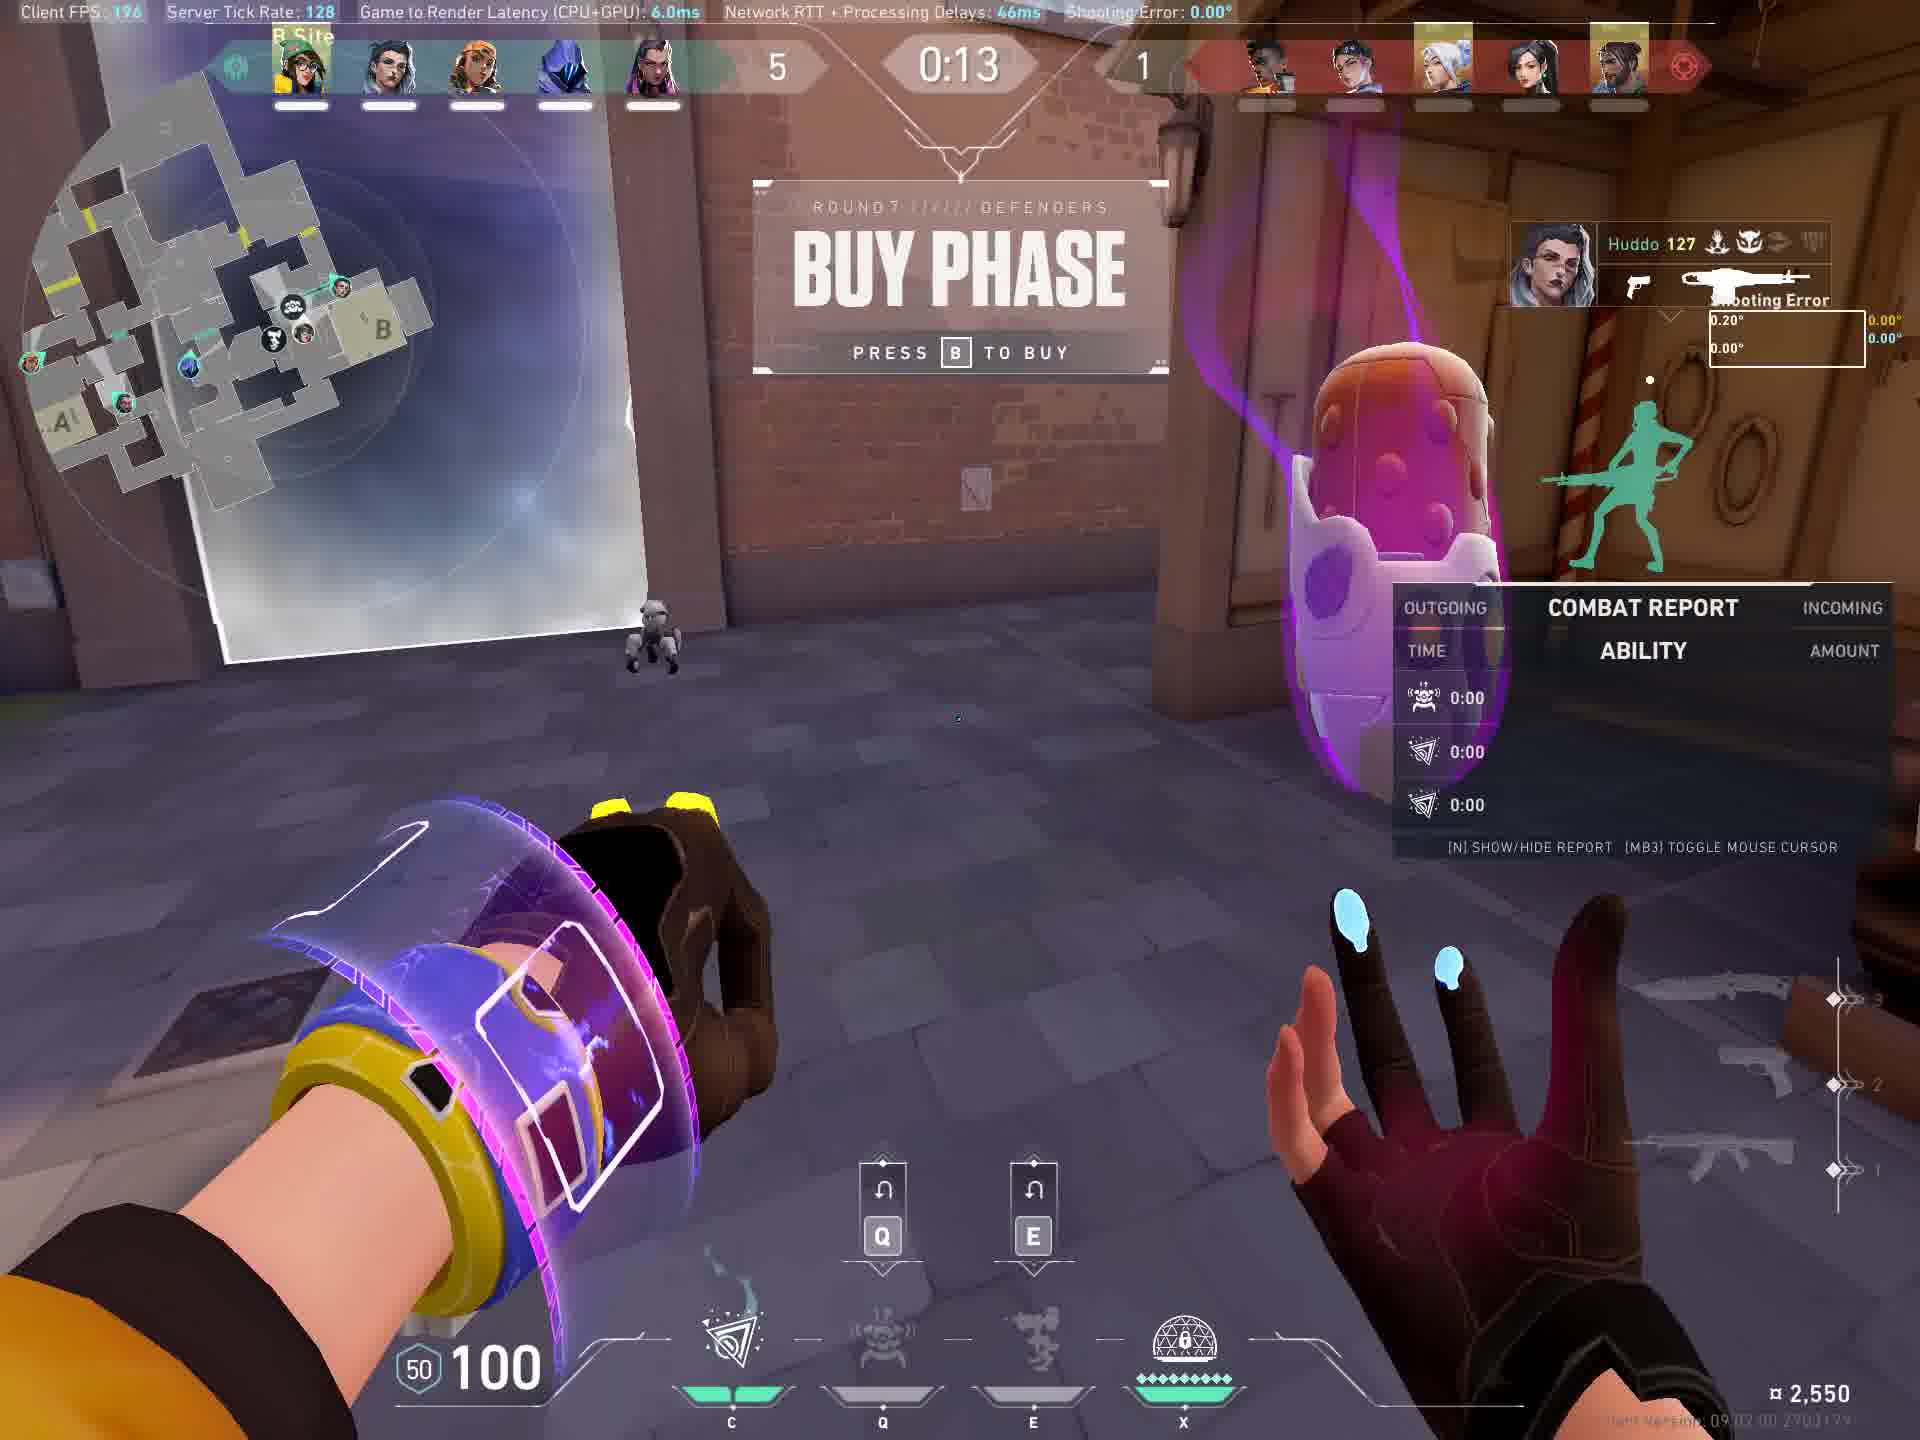 Client FPS: 196 Server Tick Rate: 128 Game to Render Latency (CPU+GPU): 6.0ms Network RTT + Processing Delays: 46ms Shooting Error: 0.00°
B Site
5
0:13
1
ROUND 7 ////// DEFENDERS
BUY PHASE
PRESS B TO BUY
Huddo 127
Shooting Error
0.20°
0.00°
0.00°
0.00°
B
A
OUTGOING COMBAT REPORT INCOMING
TIME ABILITY AMOUNT
0:00
0:00
0:00
[N] SHOW/HIDE REPORT [MB3] TOGGLE MOUSE CURSOR
3
2
1
Q E
50 100
C Q E X
¤ 2,550